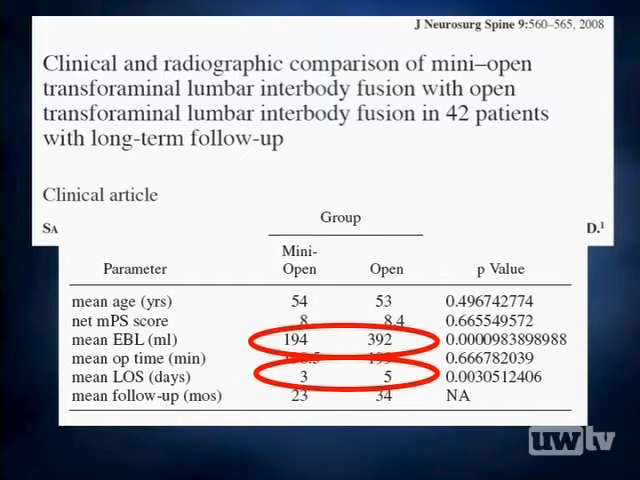 J Neurosurg Spine 9:560–565, 2008
Clinical and radiographic comparison of mini–open
transforaminal lumbar interbody fusion with open
transforaminal lumbar interbody fusion in 42 patients
with long-term follow-up
Clinical article
SA D.¹
Group
Mini-
Parameter Open Open p Value
mean age (yrs) 54 53 0.496742774
net mPS score 8 8.4 0.665549572
mean EBL (ml) 194 392 0.0000983898988
mean op time (min) 0.666782039
mean LOS (days) 3 5 0.0030512406
mean follow-up (mos) 23 34 NA
uwtv